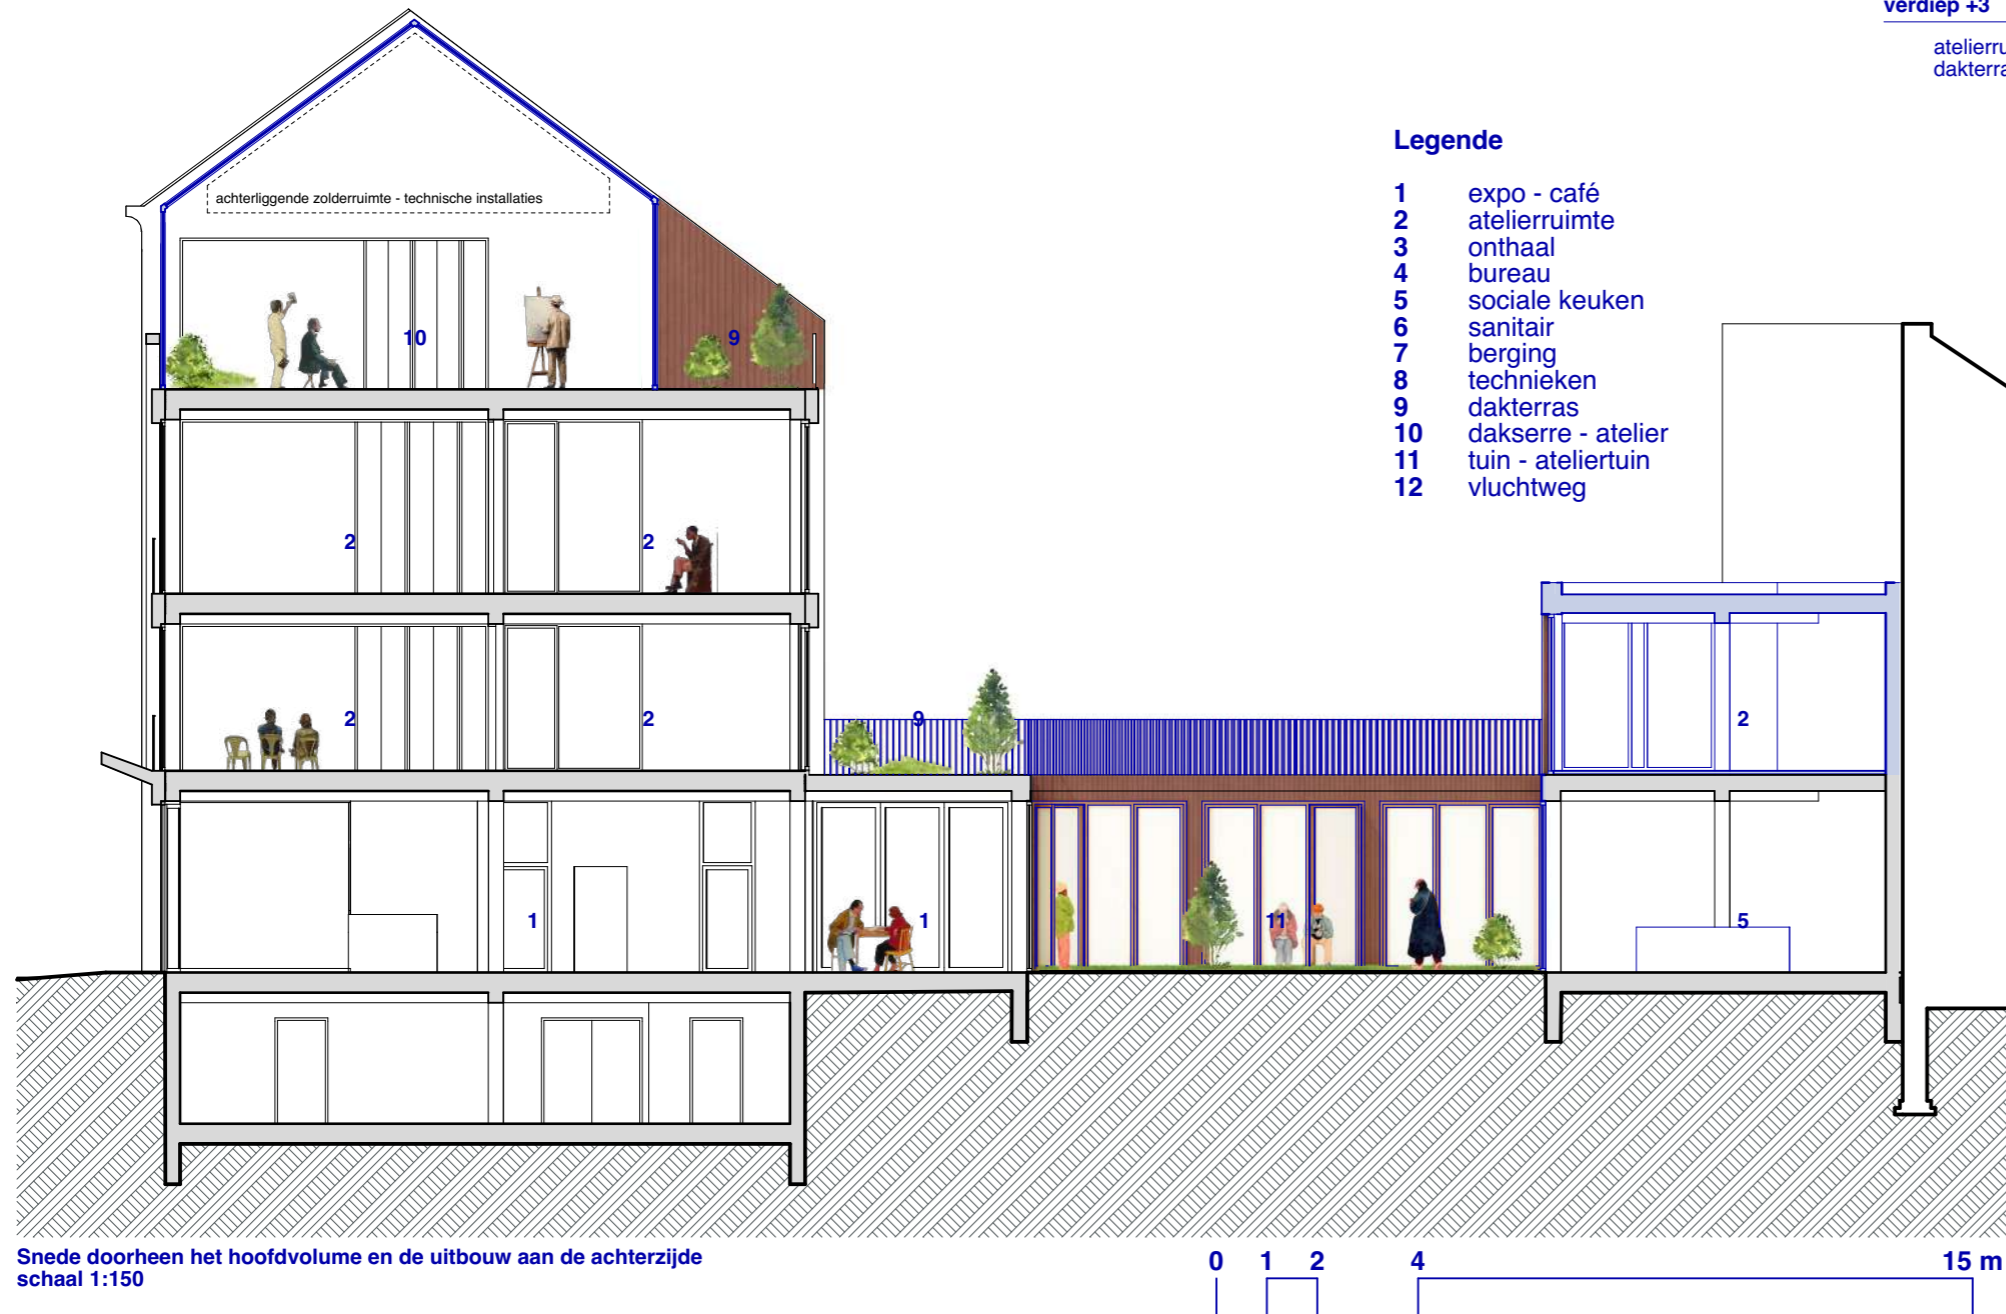 verdiep +3
dakterra
achterliggende zolderruimte - technische installaties
Legende
1 expo - café
2 atelierruimte
3 onthaal
4 bureau
5 sociale keuken
6 sanitair
7 berging
8 technieken
9 dakterras
10 dakserre - atelier
11 tuin - ateliertuin
12 vluchtweg
10
9
2
2
2
2
9
2
1
1
11
5
Snede doorheen het hoofdvolume en de uitbouw aan de achterzijde
schaal 1:150
0 1 2 4 15 m